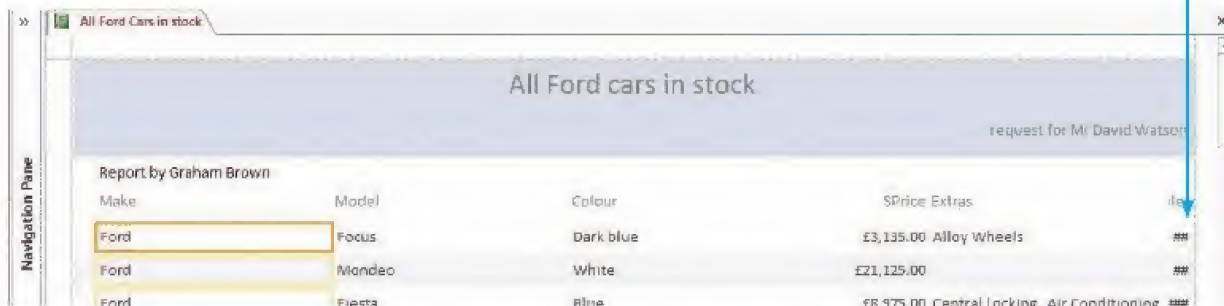 » All Ford Cars in stock ×
All Ford cars in stock
request for Mr David Watson
Navigation Pane
Report by Graham Brown
Make Model Colour SPrice Extras
Ford Focus Dark blue £3,135.00 Alloy Wheels ##
Ford Mondeo White £21,125.00 ##
Ford Fiesta Blue £8,975.00 Central Locking, Air Conditioning ###